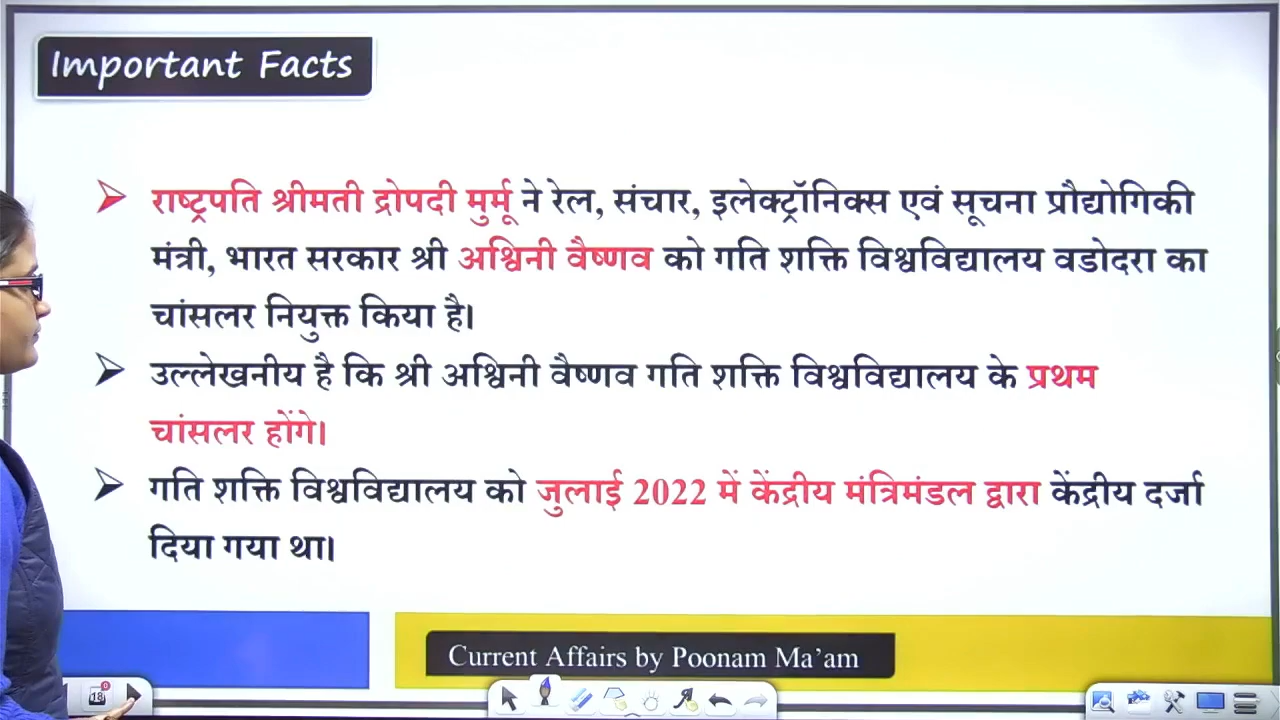 Important Facts
राष्ट्रपति श्रीमती द्रोपदी मुर्मू ने रेल, संचार, इलेक्ट्रॉनिक्स एवं सूचना प्रौद्योगिकी
मंत्री, भारत सरकार श्री अश्विनी वैष्णव को गति शक्ति विश्वविद्यालय वडोदरा का
चांसलर नियुक्त किया है।
उल्लेखनीय है कि श्री अश्विनी वैष्णव गति शक्ति विश्वविद्यालय के प्रथम
चांसलर होंगे।
गति शक्ति विश्वविद्यालय को जुलाई 2022 में केंद्रीय मंत्रिमंडल द्वारा केंद्रीय दर्जा
दिया गया था।
Current Affairs by Poonam Ma'am
18